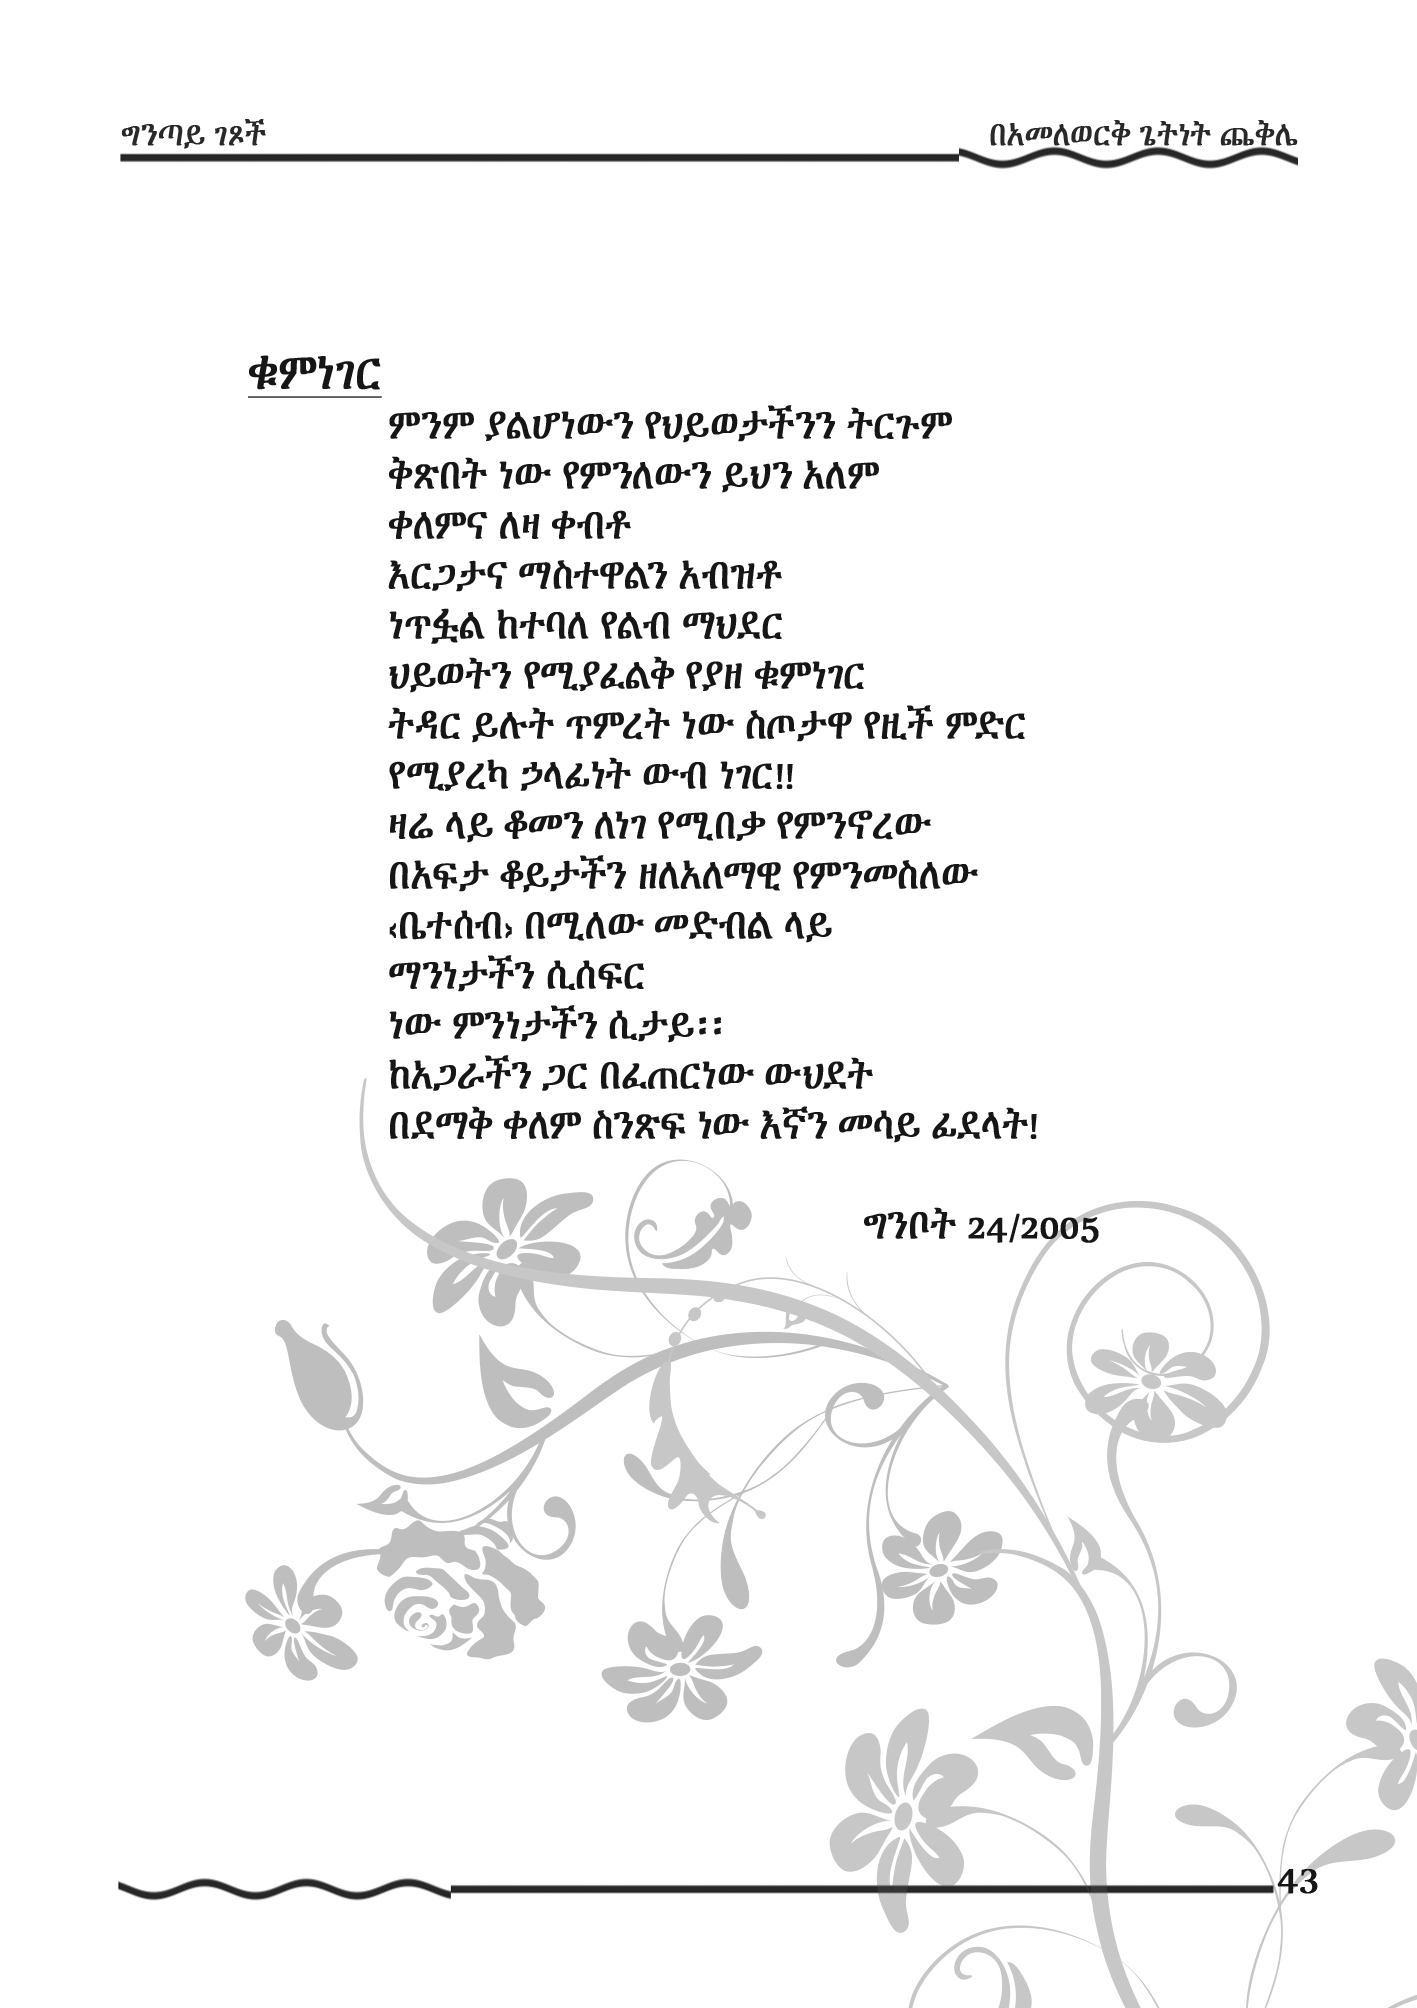 ግንጣይ ገጾች
በአመለወርቅ ጌትነት ጨቅሌ
ቁምነገር
ምንም ያልሆነውን የህይወታችንን ትርጉም
ቅጽበት ነው የምንለውን ይህን አለም
ቀለምና ለዛ ቀብቶ
እርጋታና ማስተዋልን አብዝቶ
ነጥፏል ከተባለ የልብ ማህደር
ህይወትን የሚያፈልቅ የያዘ ቁምነገር
ትዳር ይሉት ጥምረት ነው ስጦታዋ የዚች ምድር
የሚያረካ ኃላፊነት ውብ ነገር!!
ዛሬ ላይ ቆመን ለነገ የሚበቃ የምንኖረው
በአፍታ ቆይታችን ዘለአለማዊ የምንመስለው
‹ቤተሰብ› በሚለው መድብል ላይ
ማንነታችን ሲሰፍር
ነው ምንነታችን ሲታይ፡፡
ከአጋራችን ጋር በፈጠርነው ውህደት
በደማቅ ቀለም ስንጽፍ ነው እኛን መሳይ ፊደላት!
ግንቦት 24/2005
43